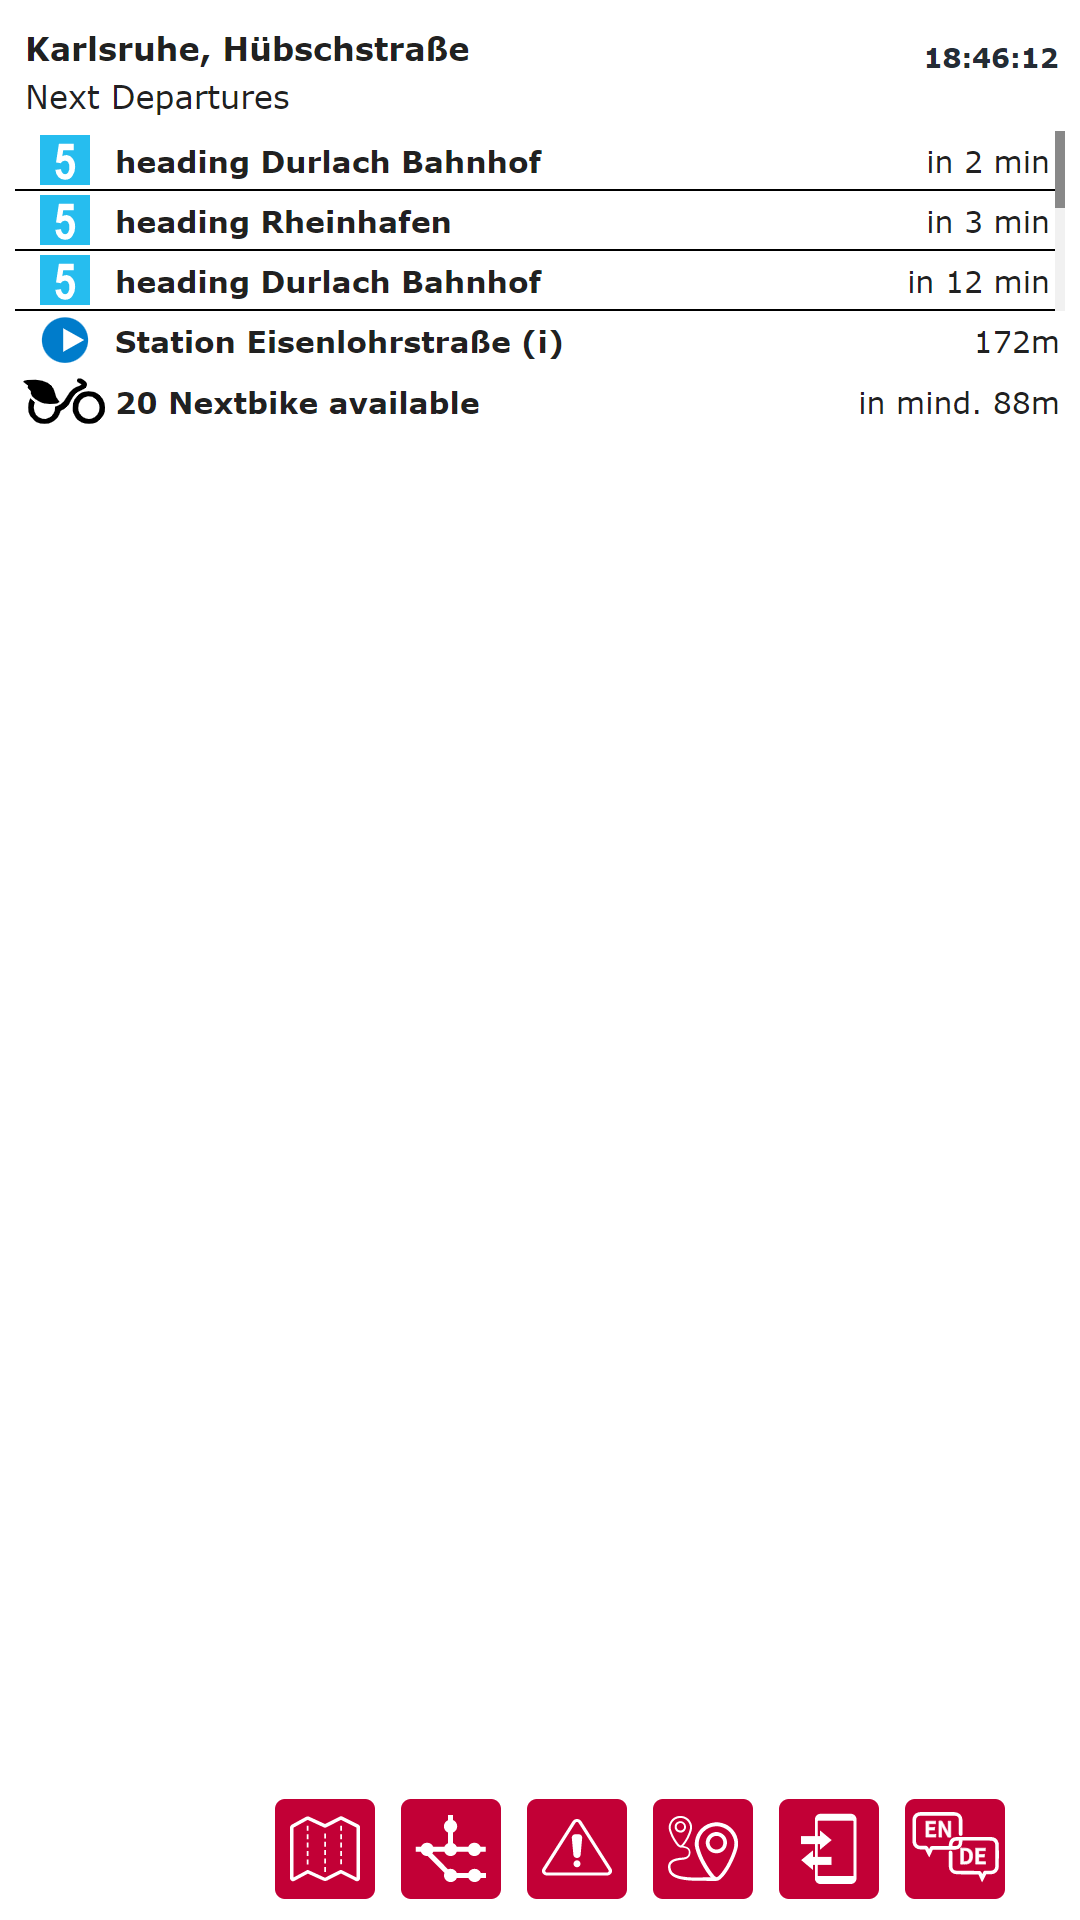 Karlsruhe, Hübschstraße
18:46:12
Next Departures
5 heading Durlach Bahnhof in 2 min
5 heading Rheinhafen in 3 min
5 heading Durlach Bahnhof in 12 min
Station Eisenlohrstraße (i) 172m
20 Nextbike available in mind. 88m
EN
DE